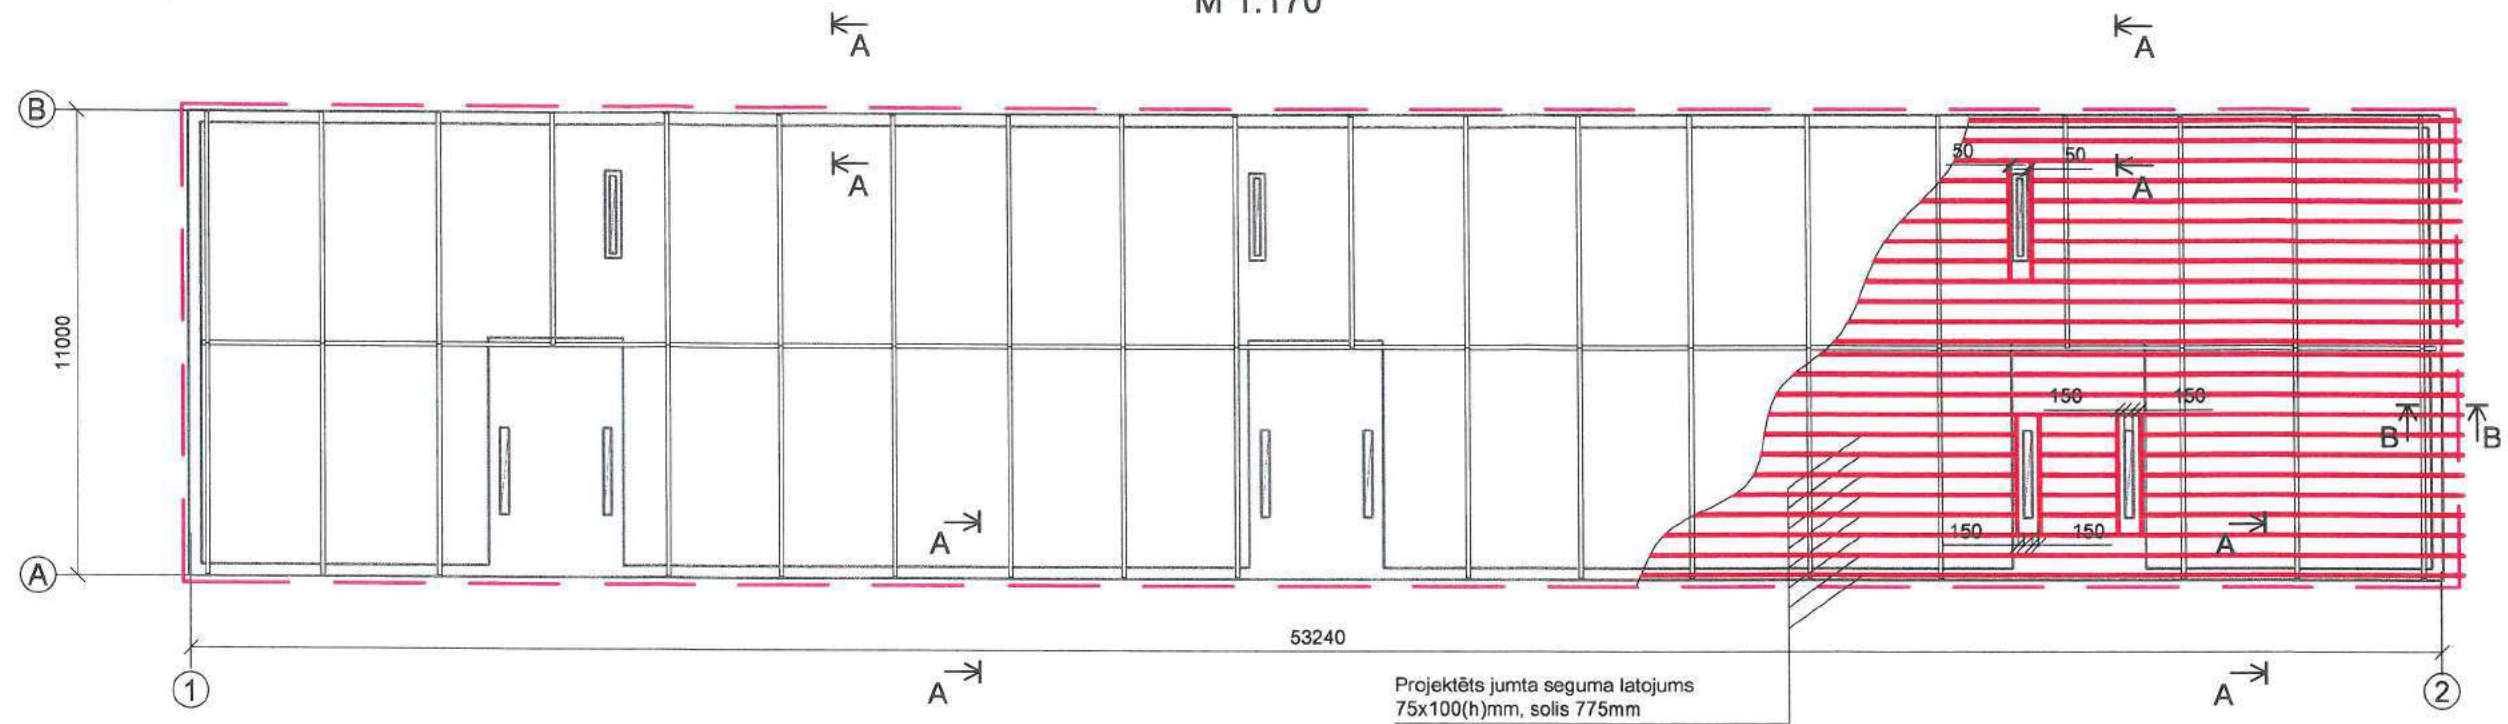 M 1:170
A
A
B
50
50
A
A
11000
150
150
B
B
A
150
150
A
A
53240
1
A
Projektēts jumta seguma latojums
75x100(h)mm, solis 775mm
A
2